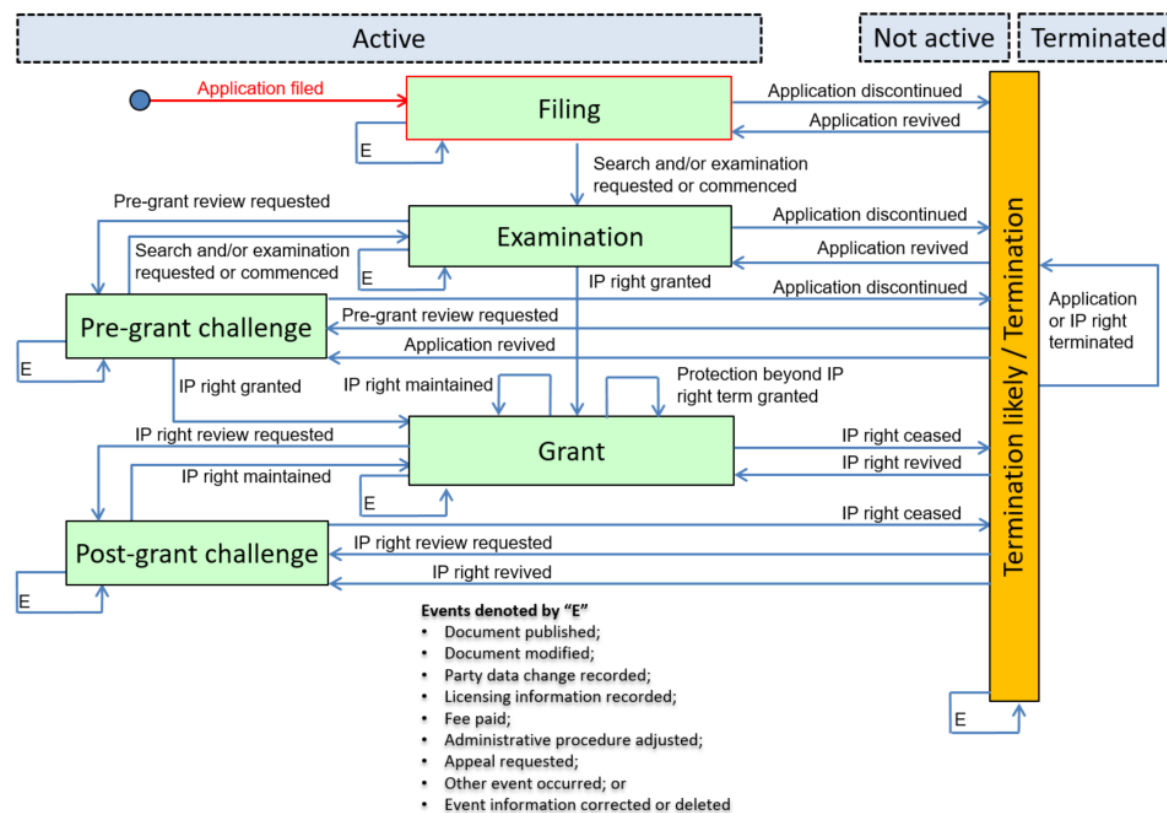 Active
Not active
Terminated
Application filed
Filing
Application discontinued
Application revived
E
Search and/or examination
requested or commenced
Pre-grant review requested
Examination
Application discontinued
Application revived
Search and/or examination
requested or commenced
E
IP right granted
Application discontinued
Pre-grant challenge
Pre-grant review requested
Application revived
E
Application
or IP right
terminated
Termination likely / Termination
IP right granted
IP right maintained
Protection beyond IP
right term granted
IP right review requested
Grant
IP right ceased
IP right revived
IP right maintained
E
IP right ceased
Post-grant challenge
IP right review requested
IP right revived
E
Events denoted by “E”
• Document published;
• Document modified;
• Party data change recorded;
• Licensing information recorded;
• Fee paid;
• Administrative procedure adjusted;
• Appeal requested;
• Other event occurred; or
• Event information corrected or deleted
E